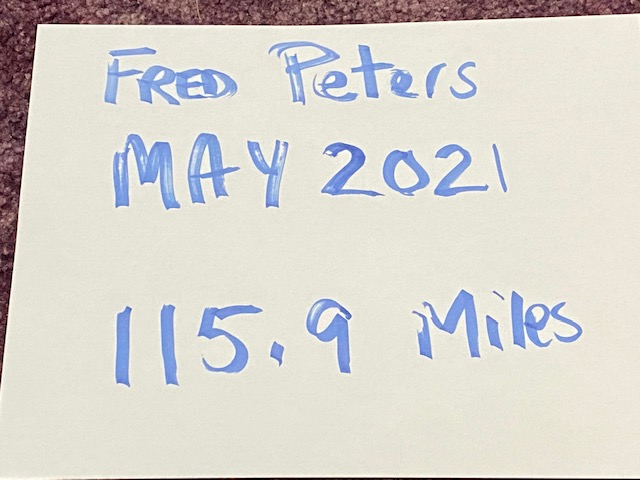 FRED Peters
MAY 2021
115.9 Miles